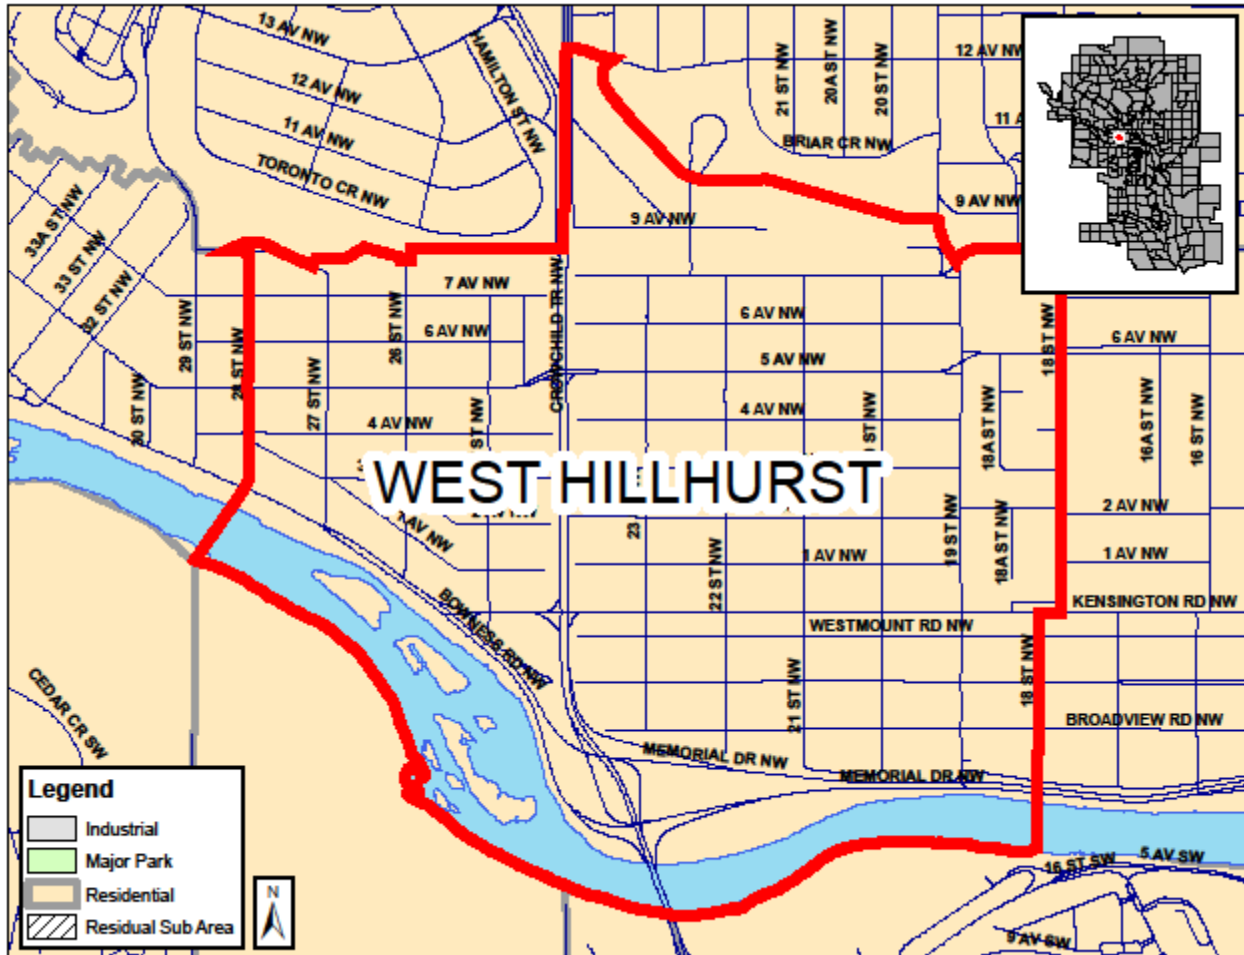 13 AV NW
HAMILTON ST NW
12 AV NW
11 AV NW
TORONTO CR NW
21 ST NW
20A ST NW
20 ST NW
12 AV NW
BRIAR CR NW
9 AV NW
9 AV NW
33A ST NW
33 ST NW
32 ST NW
7 AV NW
CROWCHILD TR NW
29 ST NW
28 ST NW
26 ST NW
6 AV NW
6 AV NW
18 ST NW
6 AV NW
27 ST NW
5 AV NW
30 ST NW
4 AV NW
ST NW
4 AV NW
ST NW
18A ST NW
16A ST NW
16 ST NW
WEST HILLHURST
23
2 AV NW
1 AV NW
22 ST NW
1 AV NW
19 ST NW
18A ST NW
1 AV NW
BOWNESS RD NW
KENSINGTON RD NW
WESTMOUNT RD NW
CEDAR CR SW
21 ST NW
18 ST NW
BROADVIEW RD NW
MEMORIAL DR NW
MEMORIAL DR NW
5 AV SW
16 ST SW
9 AV SW
Legend
Industrial
Major Park
Residential
Residual Sub Area
N